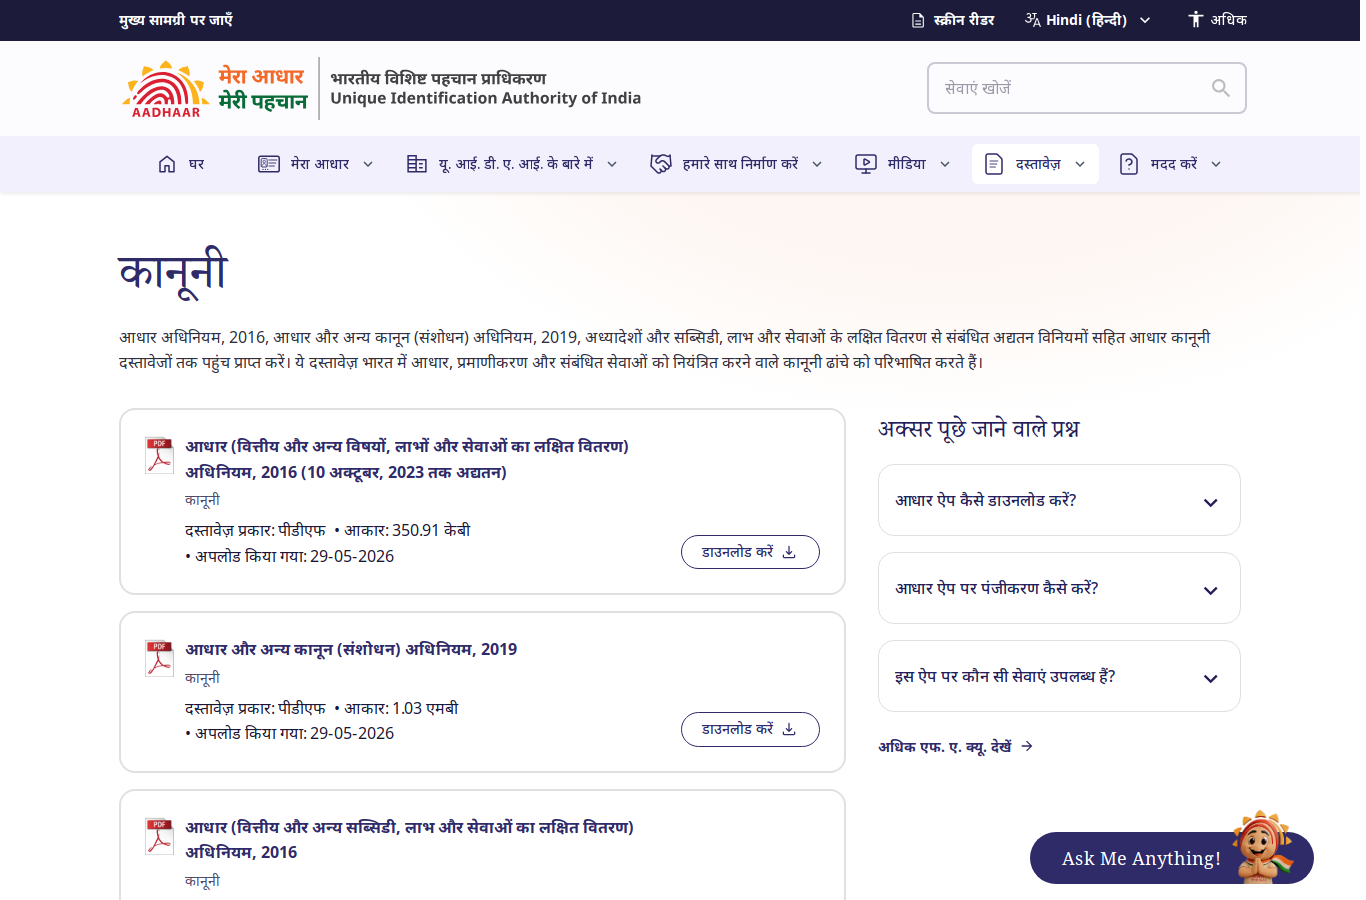 मुख्य सामग्री पर जाएँ
स्क्रीन रीडर
Hindi (हिन्दी)
अधिक
AADHAAR
मेरा आधार
मेरी पहचान
भारतीय विशिष्ट पहचान प्राधिकरण
Unique Identification Authority of India
सेवाएं खोजें
घर
मेरा आधार
यू. आई. डी. ए. आई. के बारे में
हमारे साथ निर्माण करें
मीडिया
दस्तावेज़
मदद करें
कानूनी
आधार अधिनियम, 2016, आधार और अन्य कानून (संशोधन) अधिनियम, 2019, अध्यादेशों और सब्सिडी, लाभ और सेवाओं के लक्षित वितरण से संबंधित अद्यतन विनियमों सहित आधार कानूनी
दस्तावेजों तक पहुंच प्राप्त करें। ये दस्तावेज़ भारत में आधार, प्रमाणीकरण और संबंधित सेवाओं को नियंत्रित करने वाले कानूनी ढांचे को परिभाषित करते हैं।
PDF
आधार (वित्तीय और अन्य विषयों, लाभों और सेवाओं का लक्षित वितरण)
अधिनियम, 2016 (10 अक्टूबर, 2023 तक अद्यतन)
कानूनी
दस्तावेज़ प्रकार: पीडीएफ • आकार: 350.91 केबी
• अपलोड किया गया: 29-05-2026
डाउनलोड करें
PDF
आधार और अन्य कानून (संशोधन) अधिनियम, 2019
कानूनी
दस्तावेज़ प्रकार: पीडीएफ • आकार: 1.03 एमबी
• अपलोड किया गया: 29-05-2026
डाउनलोड करें
PDF
आधार (वित्तीय और अन्य सब्सिडी, लाभ और सेवाओं का लक्षित वितरण)
अधिनियम, 2016
कानूनी
अक्सर पूछे जाने वाले प्रश्न
आधार ऐप कैसे डाउनलोड करें?
आधार ऐप पर पंजीकरण कैसे करें?
इस ऐप पर कौन सी सेवाएं उपलब्ध हैं?
अधिक एफ. ए. क्यू. देखें
Ask Me Anything!